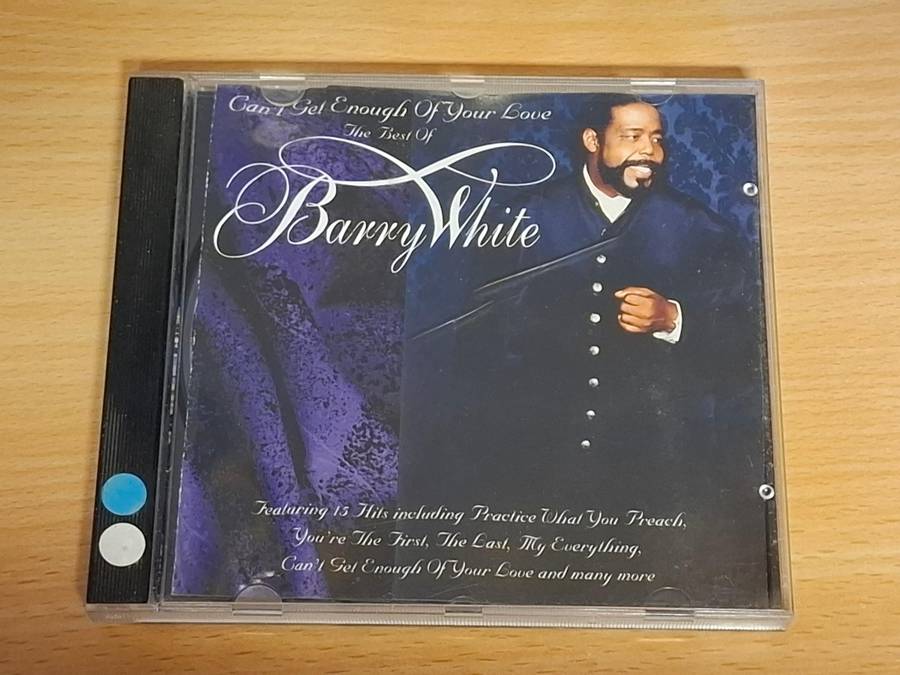 Can't Get Enough Of Your Love
The Best Of
Barry White
Featuring 15 Hits including Practice What You Preach,
You're The First, The Last, My Everything,
Can't Get Enough Of Your Love and many more